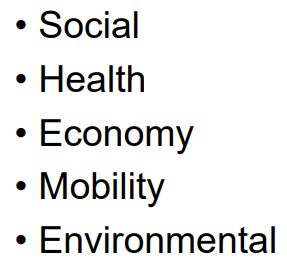 • Social
• Health
• Economy
• Mobility
• Environmental